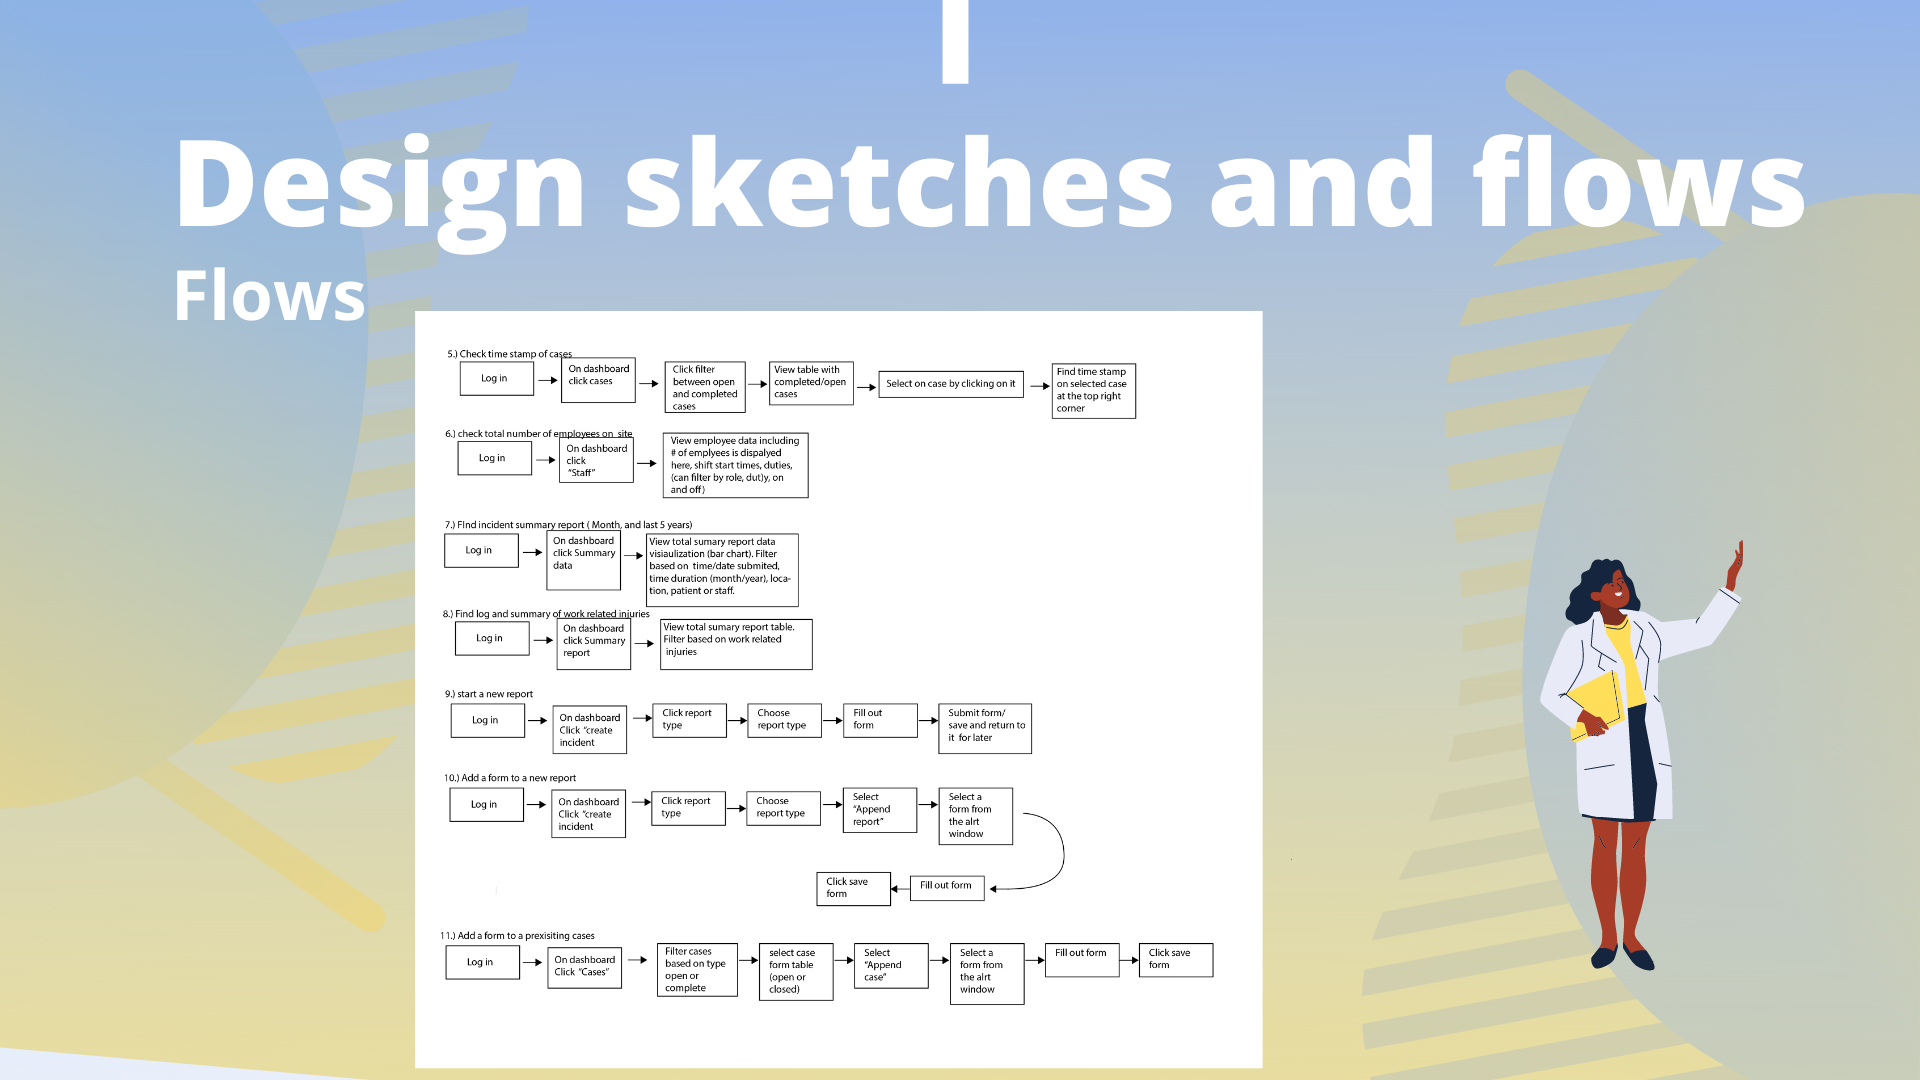 Design sketches and flows
Flows
5.) Check time stamp of cases
Log in
On dashboard
click cases
Click filter
between open
and completed
cases
View table with
completed/open
cases
Select on case by clicking on it
Find time stamp
on selected case
at the top right
corner
6.) check total number of employees on site
Log in
On dashboard
click
“Staff”
View employee data including
# of emplyees is dispalyed
here, shift start times, duties,
(can filter by role, dut)y, on
and off)
7.) FInd incident summary report ( Month, and last 5 years)
Log in
On dashboard
click Summary
data
View total sumary report data
visiaulization (bar chart). Filter
based on time/date submited,
time duration (month/year), loca-
tion, patient or staff.
8.) Find log and summary of work related injuries
Log in
On dashboard
click Summary
report
View total sumary report table.
Filter based on work related
injuries
9.) start a new report
Log in
On dashboard
Click “create
incident
Click report
type
Choose
report type
Fill out
form
Submit form/
save and return to
it for later
10.) Add a form to a new report
Log in
On dashboard
Click “create
incident
Click report
type
Choose
report type
Select
“Append
report”
Select a
form from
the alrt
window
Click save
form
Fill out form
11.) Add a form to a prexisiting cases
Log in
On dashboard
Click “Cases”
Filter cases
based on type
open or
complete
select case
form table
(open or
closed)
Select
“Append
case”
Select a
form from
the alrt
window
Fill out form
Click save
form